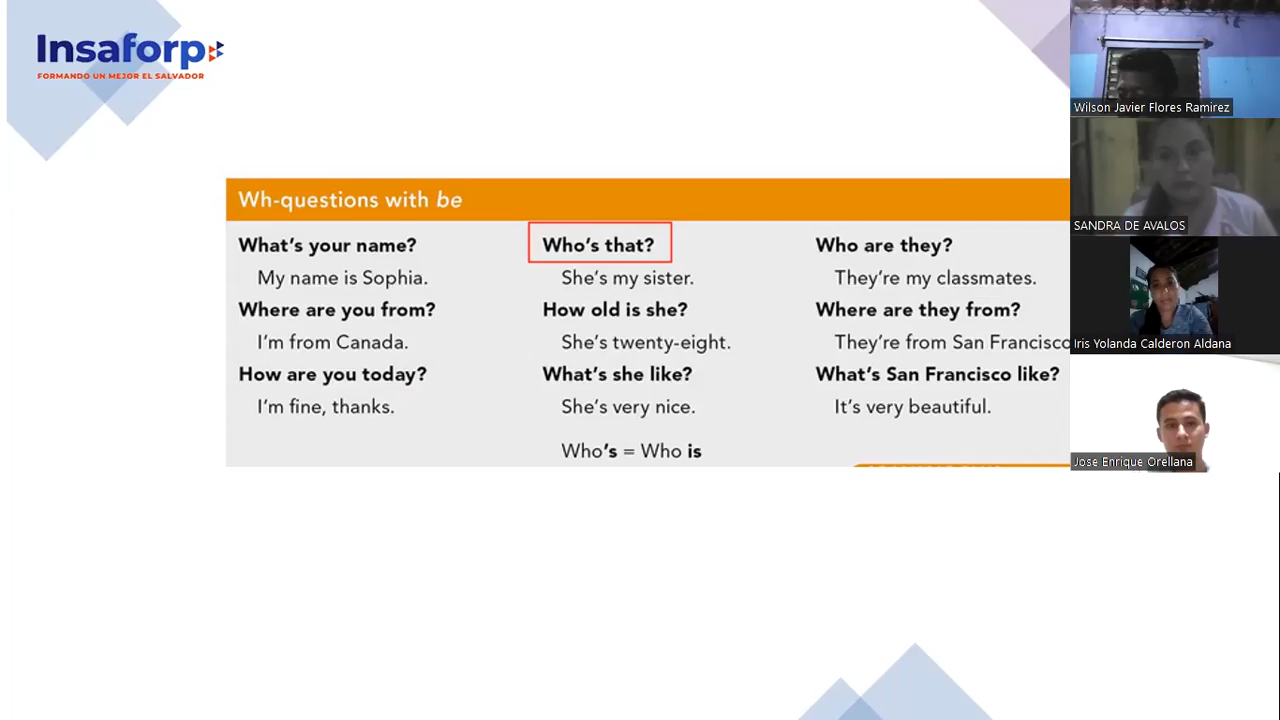 Insaforp
FORMANDO UN MEJOR EL SALVADOR
Wh-questions with be
What's your name?
My name is Sophia.
Where are you from?
I'm from Canada.
How are you today?
I'm fine, thanks.
Who's that?
She's my sister.
How old is she?
She's twenty-eight.
What's she like?
She's very nice.
Who's = Who is
Who are they?
They're my classmates.
Where are they from?
They're from San Francisco
What's San Francisco like?
It's very beautiful.
Wilson Javier Flores Ramirez
SANDRA DE AVALOS
Iris Yolanda Calderon Aldana
Jose Enrique Orellana